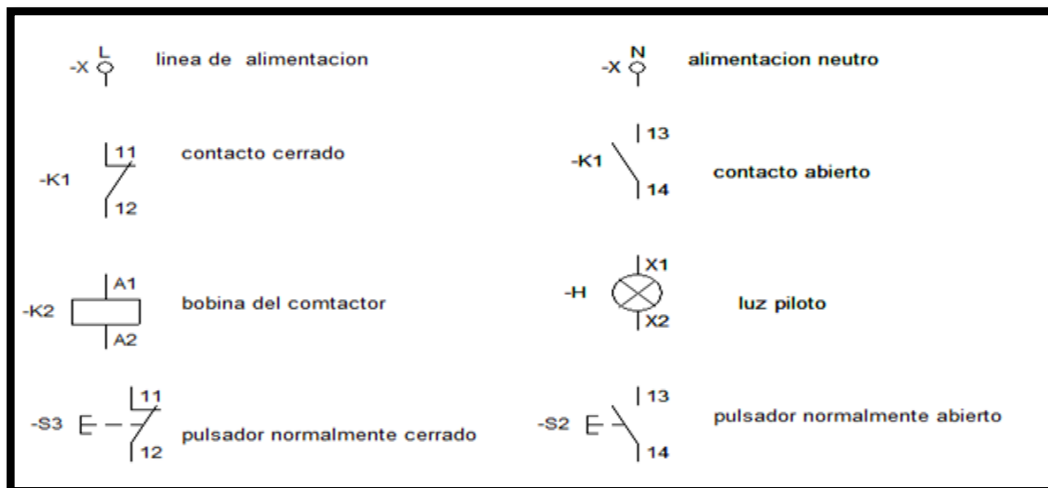 L
-X
linea de alimentacion
N
-X
alimentacion neutro
11
-K1
12
contacto cerrado
13
-K1
14
contacto abierto
A1
-K2
A2
bobina del comtactor
X1
-H
X2
luz piloto
11
-S3
12
pulsador normalmente cerrado
13
-S2
14
pulsador normalmente abierto